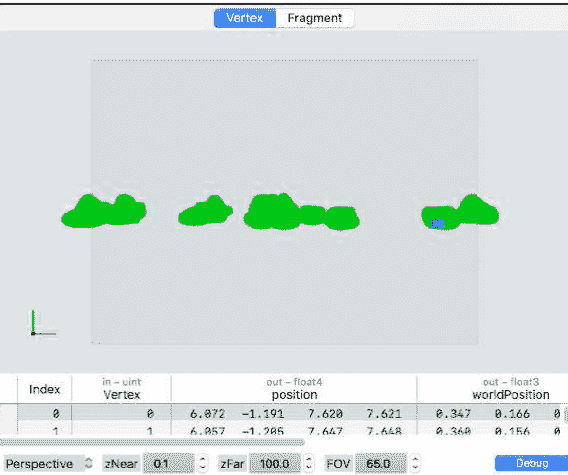 Vertex Fragment
in – uint out – float4 out – float3
Index Vertex position worldPosition
0 0 6.072 −1.191 7.620 7.621 0.347 0.166 0
1 1 6.057 −1.205 7.647 7.648 0.360 0.156 0
Perspective zNear 0.1 zFar 100.0 FOV 65.0 Debug